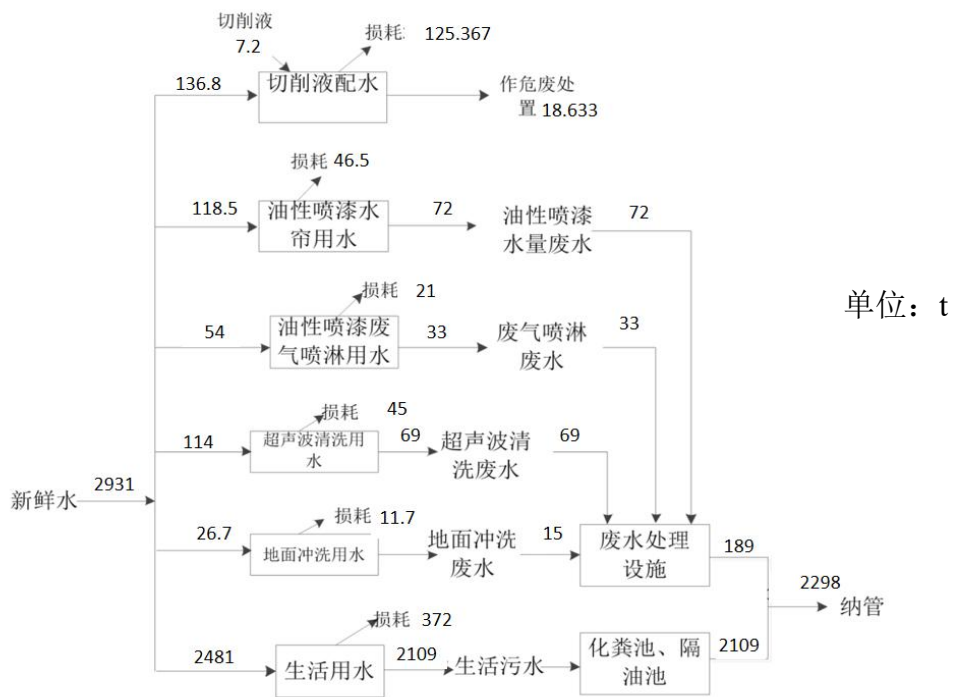 切削液
7.2
损耗 125.367
136.8
切削液配水
作危废处
置 18.633
损耗 46.5
118.5
油性喷漆水
帘用水
72
油性喷漆
水量废水
72
损耗 21
54
油性喷漆废
气喷淋用水
33
废气喷淋
废水
33
单位：t
损耗 45
114
超声波清洗用
水
69
超声波清
洗废水
69
新鲜水
2931
损耗 11.7
26.7
地面冲洗用水
地面冲洗
废水
15
废水处理
设施
189
2298
纳管
损耗 372
2481
生活用水
2109
生活污水
化粪池、隔
油池
2109